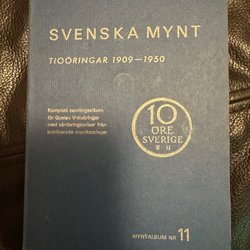 SVENSKA MYNT
TIOÖRINGAR 1909—1950
Komplett samlingsalbum
för Gustav V-tioöringar
med värderingspriser från
publicerade myntkataloger
10
ÖRE
SVERIGE
MYNTALBUM NR 11